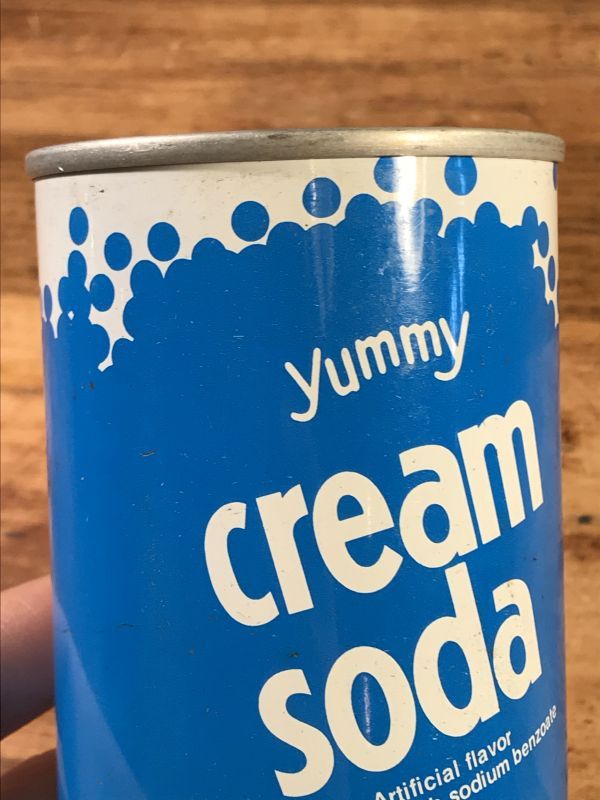 Yummy
cream
soda
Artificial flavor
sodium benzoate